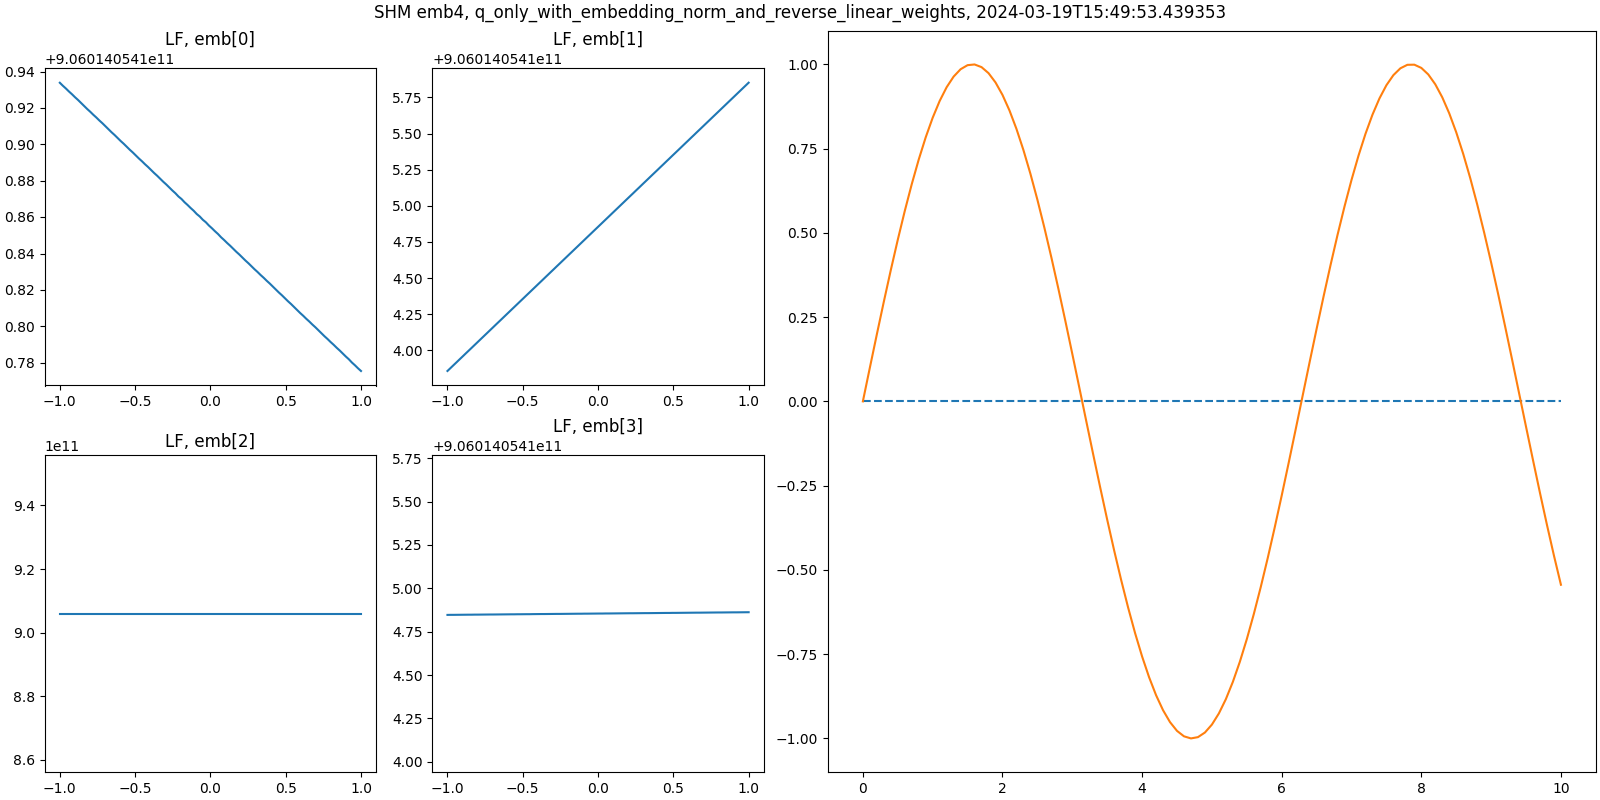 SHM emb4, q_only_with_embedding_norm_and_reverse_linear_weights, 2024-03-19T15:49:53.439353
LF, emb[0]
+9.060140541e11
0.94
0.92
0.90
0.88
0.86
0.84
0.82
0.80
0.78
−1.0 −0.5 0.0 0.5 1.0
LF, emb[1]
+9.060140541e11
5.75
5.50
5.25
5.00
4.75
4.50
4.25
4.00
−1.0 −0.5 0.0 0.5 1.0
LF, emb[2]
1e11
9.4
9.2
9.0
8.8
8.6
−1.0 −0.5 0.0 0.5 1.0
LF, emb[3]
+9.060140541e11
5.75
5.50
5.25
5.00
4.75
4.50
4.25
4.00
−1.0 −0.5 0.0 0.5 1.0
1.00
0.75
0.50
0.25
0.00
−0.25
−0.50
−0.75
−1.00
0 2 4 6 8 10